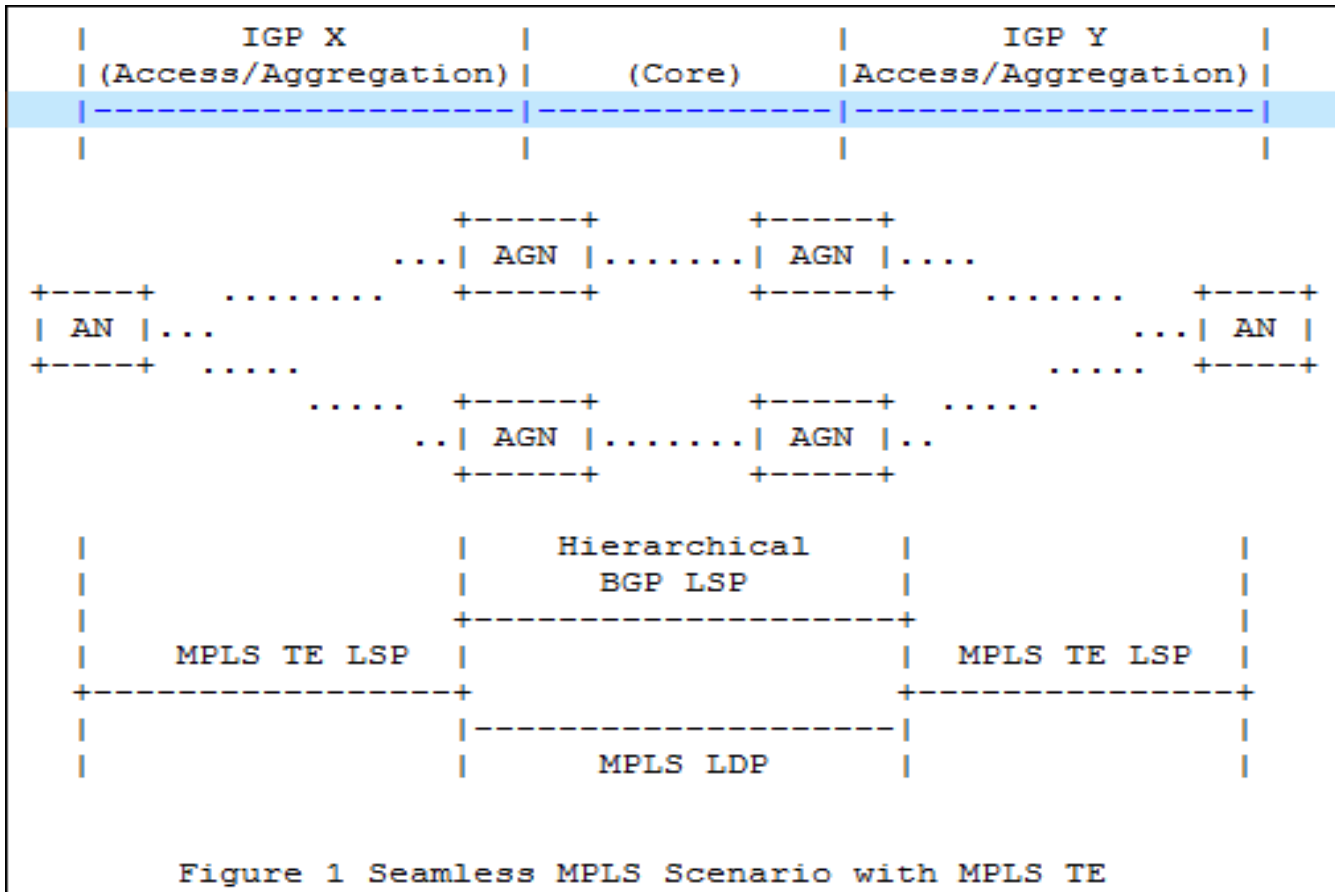 |        IGP X        |               |        IGP Y       |
|(Access/Aggregation)|    (Core)    |Access/Aggregation)|
|--------------------|--------------|-------------------|
|                    |              |                   |
+-----+       +-----+
...| AGN |.......| AGN |....
+----+   ........   +-----+       +-----+    .......   +----+
| AN |...                                            ...| AN |
+----+  .....                                    .....  +----+
.....  +-----+       +-----+  .....
..| AGN |.......| AGN |..
+-----+       +-----+
|                 |    Hierarchical    |               |
|                 |      BGP LSP       |               |
|                 +--------------------+               |
|    MPLS TE LSP  |                    |  MPLS TE LSP  |
+-----------------+                    +---------------+
|                 |--------------------|               |
|                 |      MPLS LDP      |               |
Figure 1 Seamless MPLS Scenario with MPLS TE